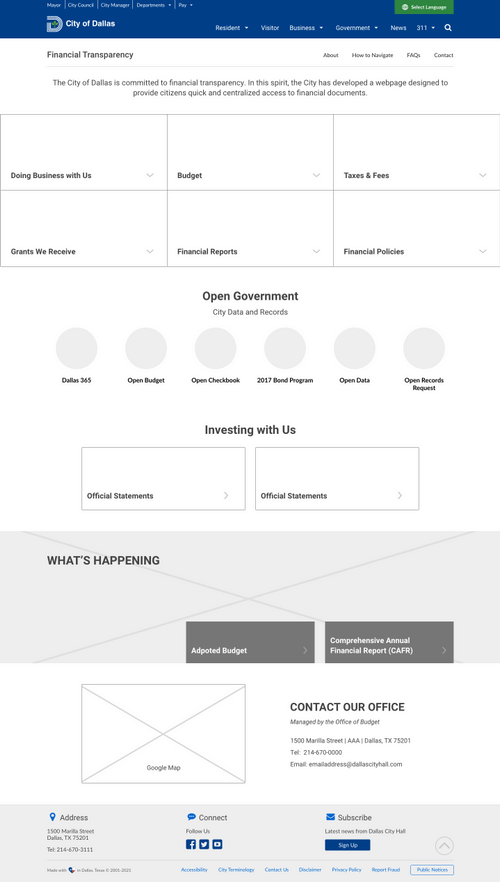 Mayor City Council City Manager Departments Pay
Select Language
City of Dallas
Resident Visitor Business Government News 311
Financial Transparency
About How to Navigate FAQs Contact
The City of Dallas is committed to financial transparency. In this spirit, the City has developed a webpage designed to
provide citizens quick and centralized access to financial documents.
Doing Business with Us Budget Taxes & Fees
Grants We Receive Financial Reports Financial Policies
Open Government
City Data and Records
Dallas 365 Open Budget Open Checkbook 2017 Bond Program Open Data Open Records
Request
Investing with Us
Official Statements Official Statements
WHAT'S HAPPENING
Adpoted Budget
Comprehensive Annual
Financial Report (CAFR)
Google Map
CONTACT OUR OFFICE
Managed by the Office of Budget
1500 Marilla Street | AAA | Dallas, TX 75201
Tel: 214-670-0000
Email: emailaddress@dallascityhall.com
Address
1500 Marilla Street
Dallas, TX 75201
Tel: 214-670-3111
Connect
Follow Us
Subscribe
Latest news from Dallas City Hall
Sign Up
Made with in Dallas, Texas
Accessibility City Terminology Contact Us Disclaimer Privacy Policy Report Fraud Public Notices